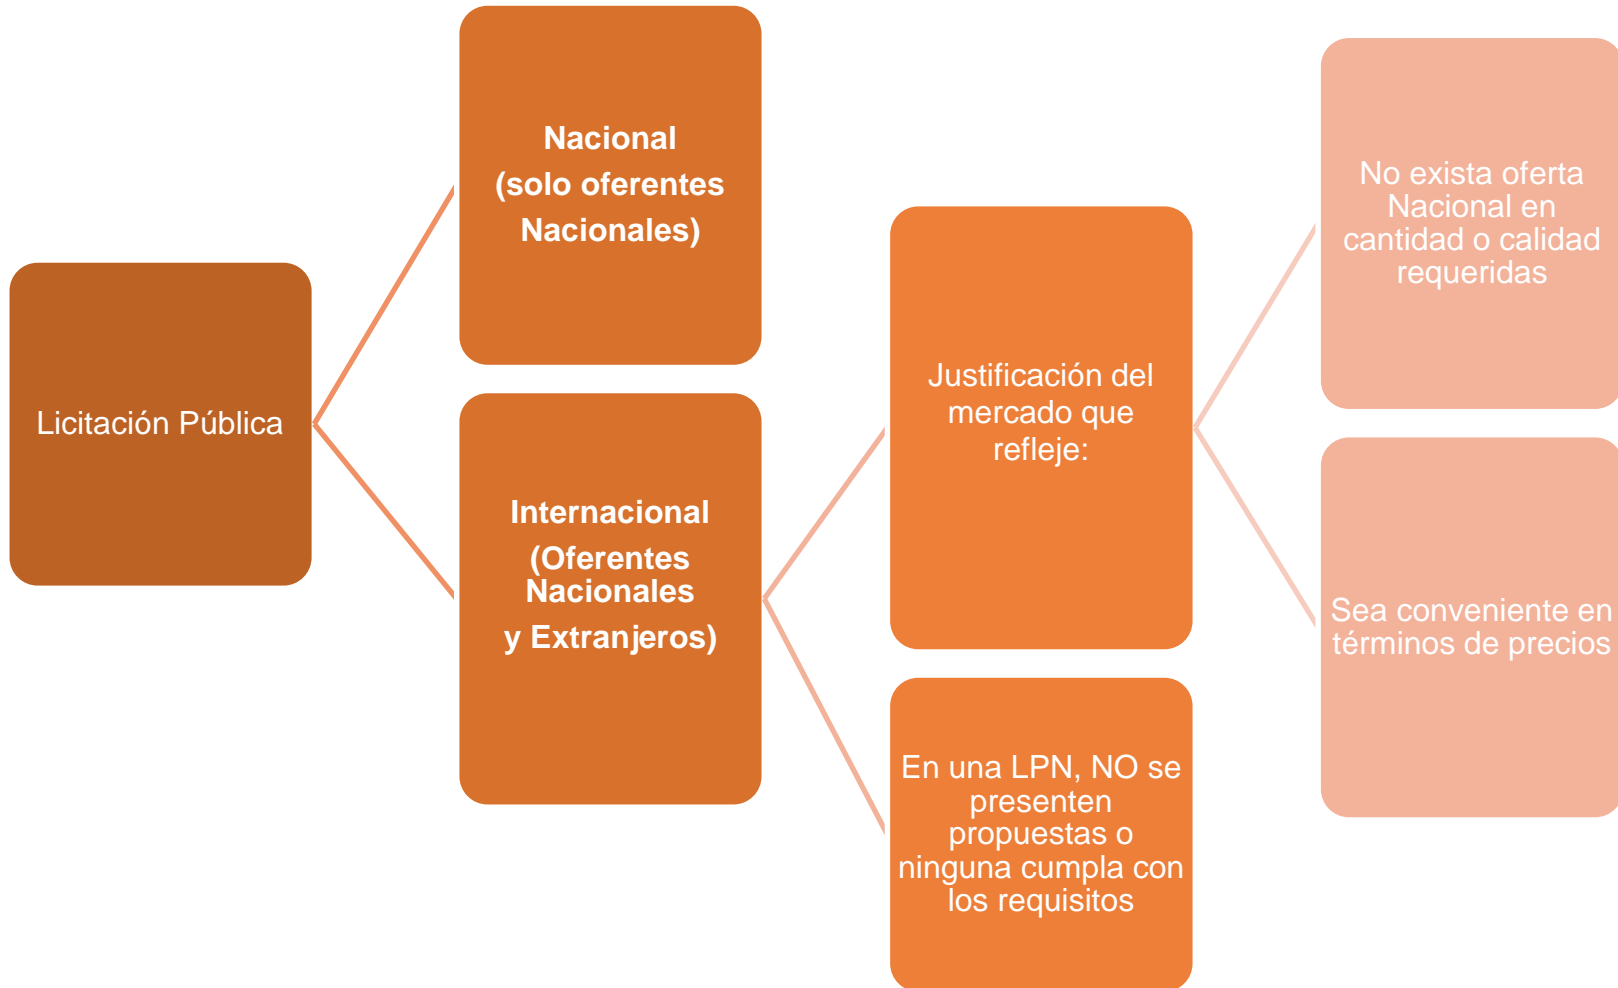 Licitación Pública
Nacional
(solo oferentes
Nacionales)
Internacional
(Oferentes
Nacionales
y Extranjeros)
Justificación del
mercado que
refleje:
En una LPN, NO se
presenten
propuestas o
ninguna cumpla con
los requisitos
No exista oferta
Nacional en
cantidad o calidad
requeridas
Sea conveniente en
términos de precios